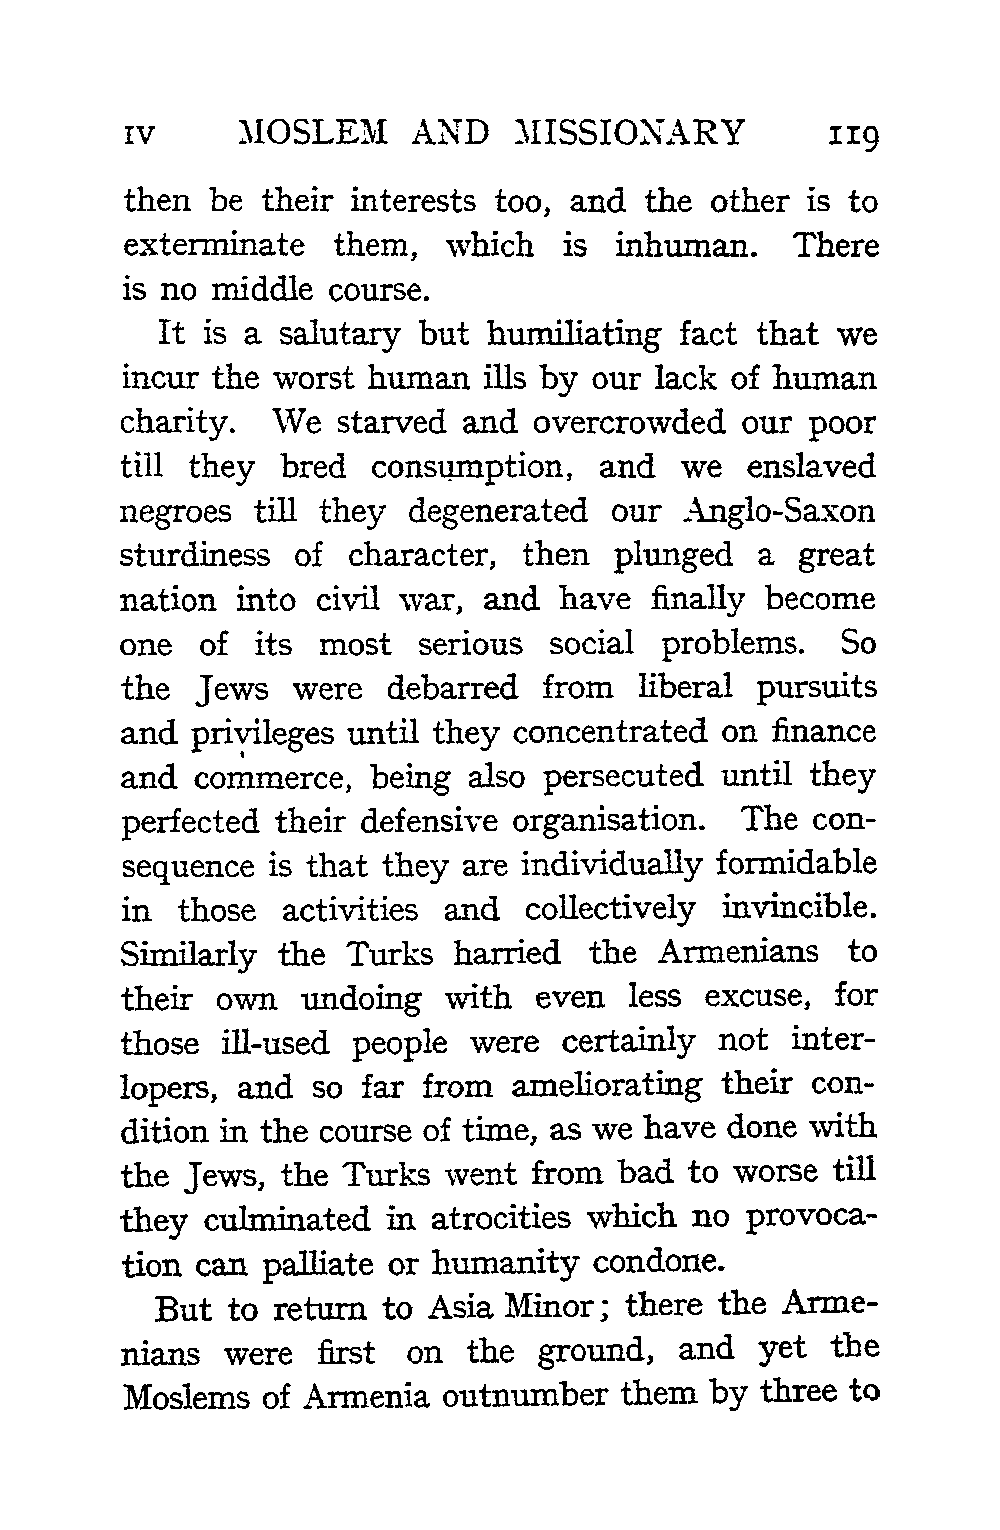 IV MOSLEM AND MISSIONARY 119
then be their interests too, and the other is to
exterminate them, which is inhuman. There
is no middle course.
It is a salutary but humiliating fact that we
incur the worst human ills by our lack of human
charity. We starved and overcrowded our poor
till they bred consumption, and we enslaved
negroes till they degenerated our Anglo-Saxon
sturdiness of character, then plunged a great
nation into civil war, and have finally become
one of its most serious social problems. So
the Jews were debarred from liberal pursuits
and privileges until they concentrated on finance
and commerce, being also persecuted until they
perfected their defensive organisation. The con-
sequence is that they are individually formidable
in those activities and collectively invincible.
Similarly the Turks harried the Armenians to
their own undoing with even less excuse, for
those ill-used people were certainly not inter-
lopers, and so far from ameliorating their con-
dition in the course of time, as we have done with
the Jews, the Turks went from bad to worse till
they culminated in atrocities which no provoca-
tion can palliate or humanity condone.
But to return to Asia Minor; there the Arme-
nians were first on the ground, and yet the
Moslems of Armenia outnumber them by three to